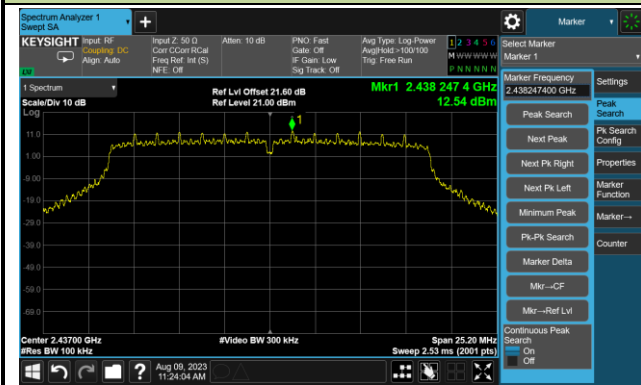 Spectrum Analyzer 1
Swept SA
Marker
KEYSIGHT
Input: RF
Coupling: DC
Align: Auto
Input Z: 50 Ω
Corr CCorr RCal
Freq Ref: Int (S)
NFE: Off
Atten: 10 dB
PNO: Fast
Gate: Off
IF Gain: Low
Sig Track: Off
Avg Type: Log-Power
Avg|Hold:>100/100
Trig: Free Run
1 2 3 4 5 6
M W W W W W
P N N N N N
Select Marker
Marker 1
LXI
1 Spectrum
Scale/Div 10 dB
Log
Ref Lvl Offset 21.60 dB
Ref Level 21.00 dBm
Mkr1 2.438 247 4 GHz
12.54 dBm
1
11.0
1.00
-9.00
-19.0
-29.0
-39.0
-49.0
-59.0
-69.0
Center 2.43700 GHz
#Res BW 100 kHz
#Video BW 300 kHz
Span 25.20 MHz
Sweep 2.53 ms (2001 pts)
Marker Frequency
2.438247400 GHz
Peak Search
Next Peak
Next Pk Right
Next Pk Left
Minimum Peak
Pk-Pk Search
Marker Delta
Mkr→CF
Mkr→Ref Lvl
Continuous Peak
Search
On
Off
Settings
Peak
Search
Pk Search
Config
Properties
Marker
Function
Marker→
Counter
?
Aug 09, 2023
11:24:04 AM